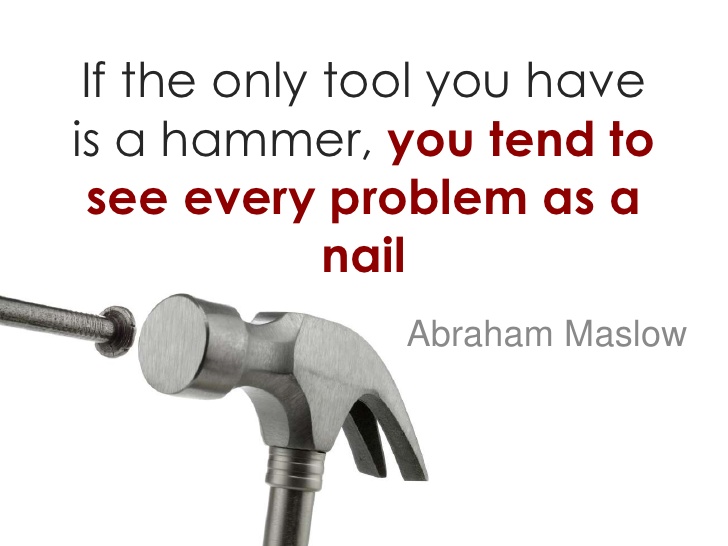 If the only tool you have
is a hammer, you tend to
see every problem as a
nail
Abraham Maslow